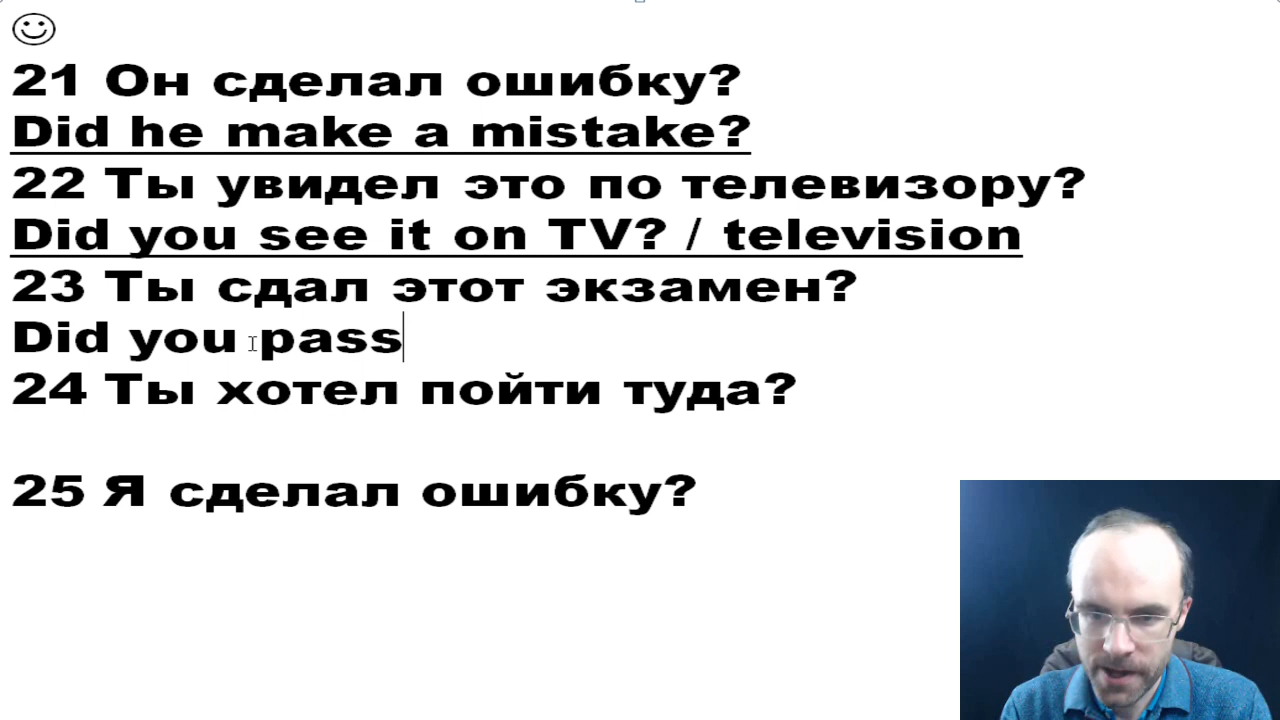 21 Он сделал ошибку?
Did he make a mistake?
22 Ты увидел это по телевизору?
Did you see it on TV? / television
23 Ты сдал этот экзамен?
Did you pass
24 Ты хотел пойти туда?
25 Я сделал ошибку?